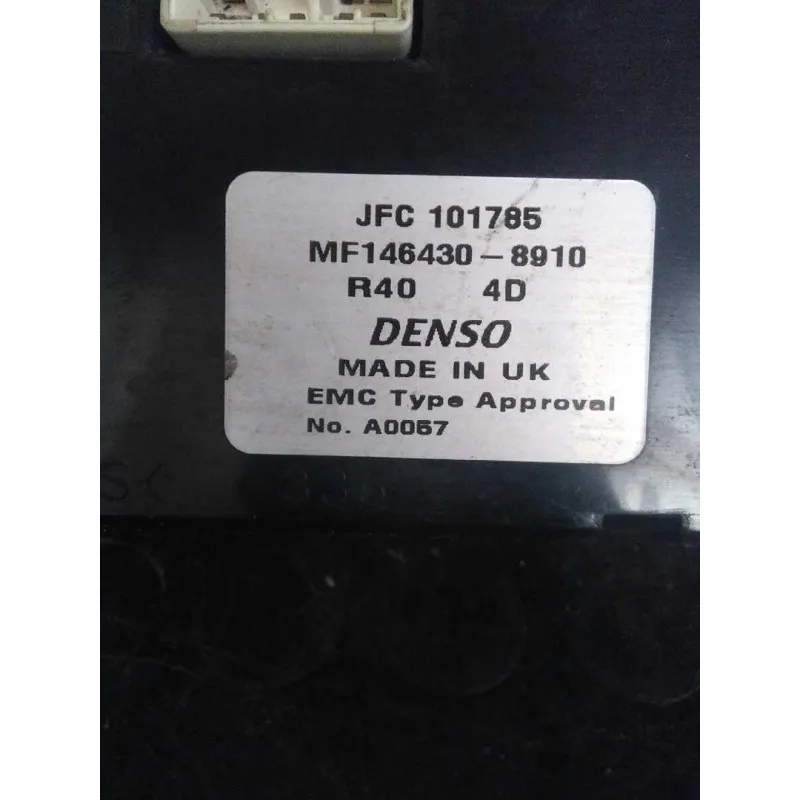 JFC 101785
MF146430-8910
R40 4D
DENSO
MADE IN UK
EMC Type Approval
No. A0057